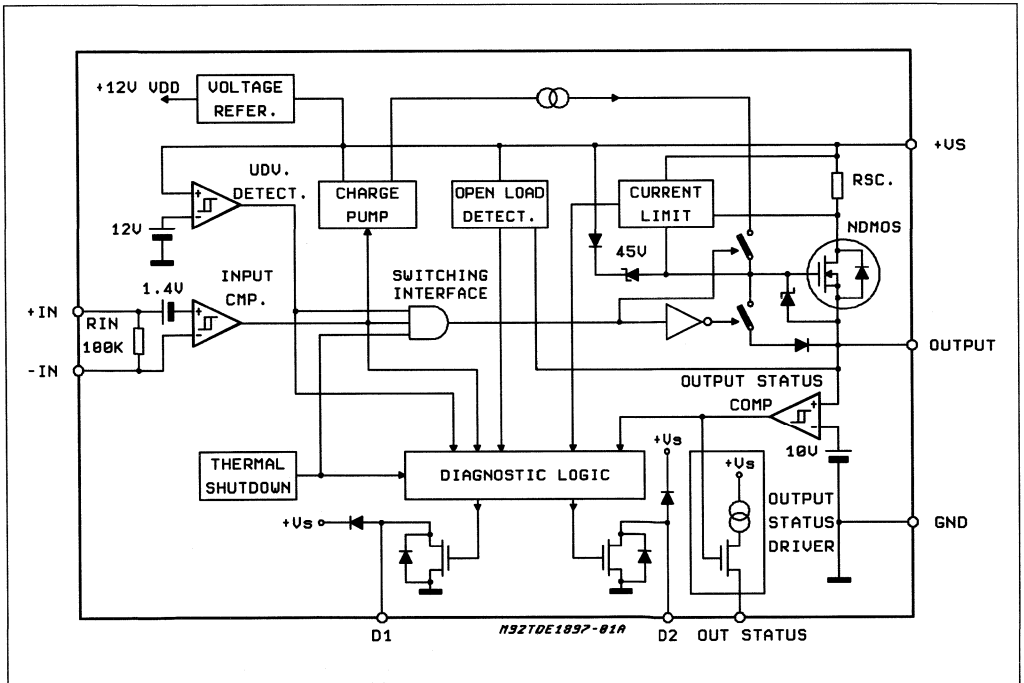 +12V VDD
VOLTAGE
REFER.
+VS
UDV.
DETECT.
CHARGE
PUMP
OPEN LOAD
DETECT.
CURRENT
LIMIT
RSC.
NDMOS
12V
45V
1.4V
INPUT
CMP.
SWITCHING
INTERFACE
+IN
RIN
100K
-IN
OUTPUT
OUTPUT STATUS
COMP
+Vs
10V
+Vs
THERMAL
SHUTDOWN
DIAGNOSTIC LOGIC
OUTPUT
STATUS
DRIVER
GND
+Vs
D1
M92TDE1897-01A
D2
OUT STATUS